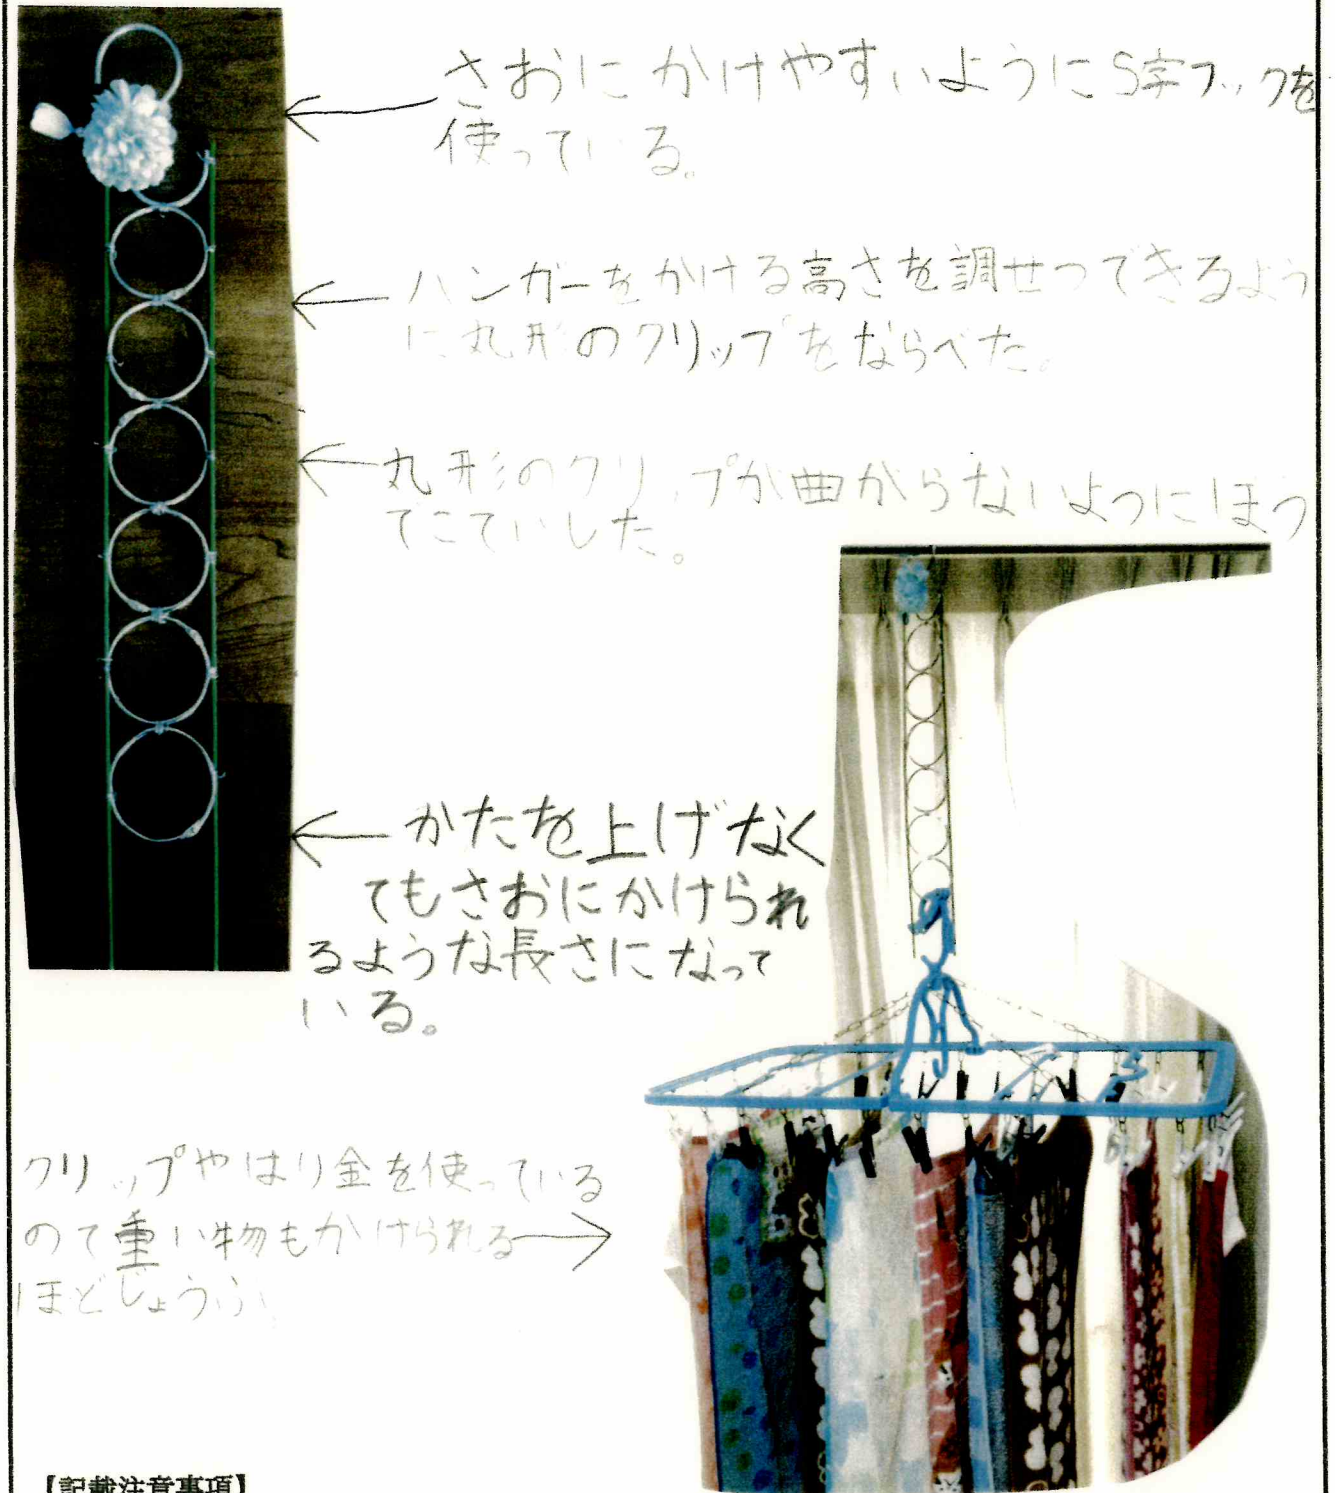 さおにかけやすいようにS字フックを
使っている。
ハンガーをかける高さを調せつできるよう
に丸形のクリップをならべた。
丸形のクリップが曲がらないようにぼう
でこていした。
かたを上げなく
てもさおにかけられ
るような長さになって
いる。
クリップやはり金を使っている
ので重い物もかけられる
ほどじょうぶ
【記載注意事項】